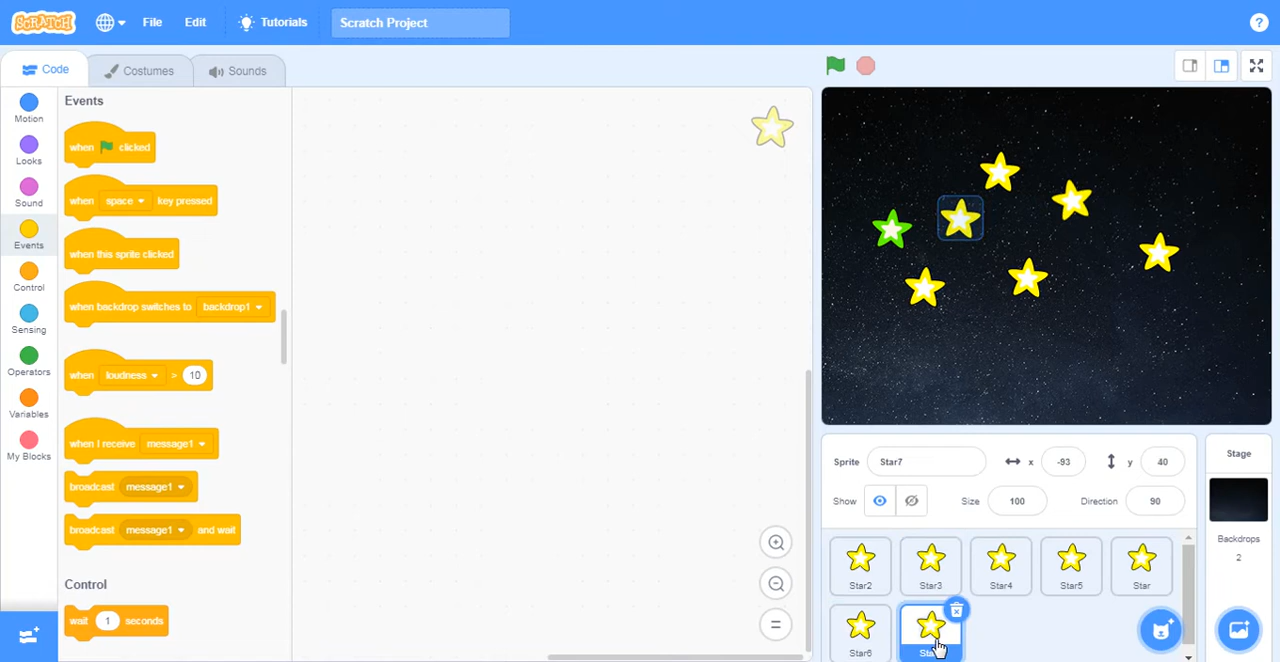 SCRATCH File Edit Tutorials Scratch Project ?
Code Costumes Sounds
Motion
Looks
Sound
Events
Control
Sensing
Operators
Variables
My Blocks
Events
when clicked
when space key pressed
when this sprite clicked
when backdrop switches to backdrop1
when loudness > 10
when I receive message1
broadcast message1
broadcast message1 and wait
Control
wait 1 seconds
Sprite Star7 x -93 y 40
Show Size 100 Direction 90
Star2 Star3 Star4 Star5 Star
Star6
Stage
Backdrops
2